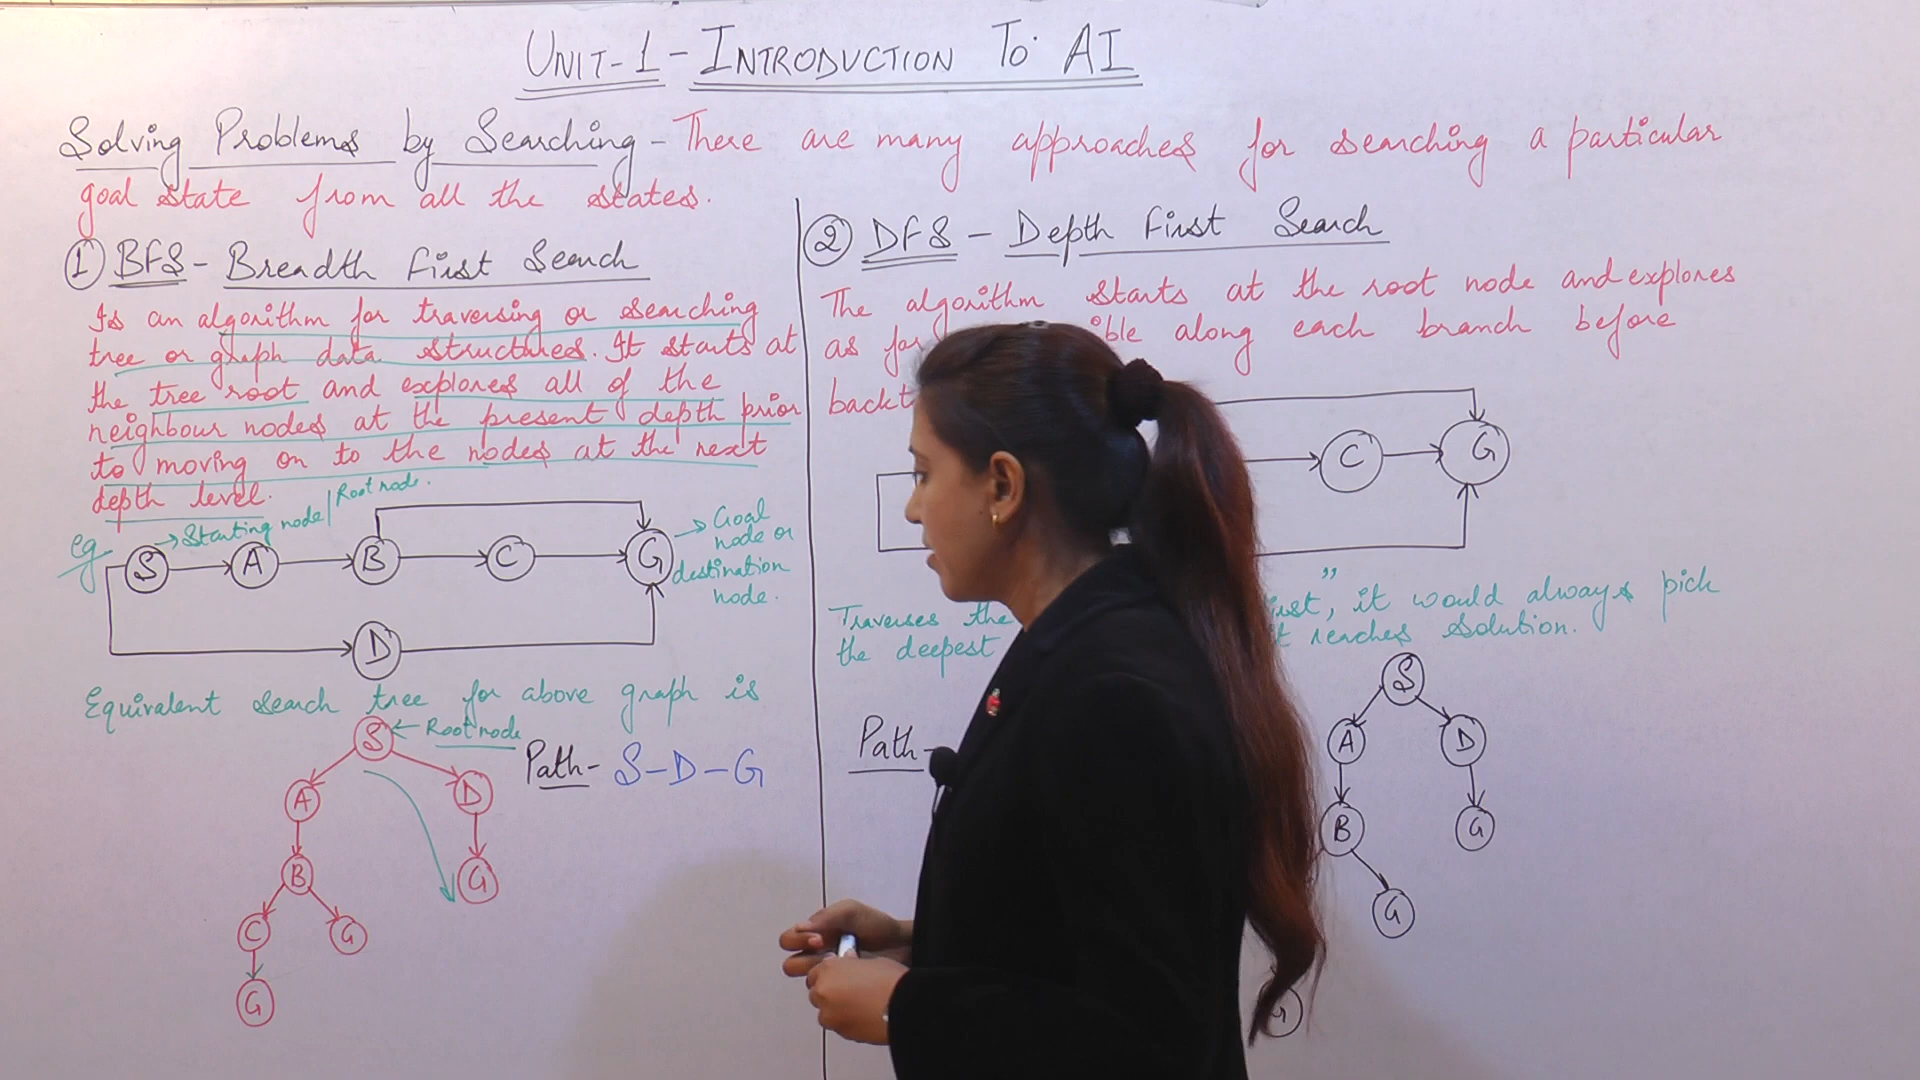 UNIT-1-INTRODUCTION TO AI
Solving Problems by Searching - There are many approaches for searching a particular
goal state from all the states.
① BFS - Breadth First Search
Is an algorithm for traversing or searching
tree or graph data structures. It starts at
the tree root and explores all of the
neighbour nodes at the present depth prior
to moving on to the nodes at the next
depth level.
eg
→ Starting node/Root node.
S A B C G
→ Goal
node or
destination
node.
D
Equivalent search tree for above graph is
S ← Root node
Path- S-D-G
A D
B G
C G
G
② DFS - Depth First Search
The algorithm starts at the root node and explores
as along each branch before
C G
Traverses the it would always pick
the deepest reaches solution.
Path-
S
A D
B G
G
G